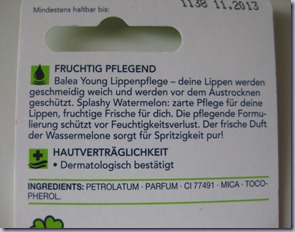 Mindestens haltbar bis:
1138 11.2013
FRUCHTIG PFLEGEND
Balea Young Lippenpflege – deine Lippen werden
geschmeidig weich und werden vor dem Austrocknen
geschützt. Splashy Watermelon: zarte Pflege für deine
Lippen, fruchtige Frische für dich. Die pflegende Formu-
lierung schützt vor Feuchtigkeitsverlust. Der frische Duft
der Wassermelone sorgt für Spritzigkeit pur!
HAUTVERTRÄGLICHKEIT
• Dermatologisch bestätigt
INGREDIENTS: PETROLATUM · PARFUM · CI 77491 · MICA · TOCO-
PHEROL.